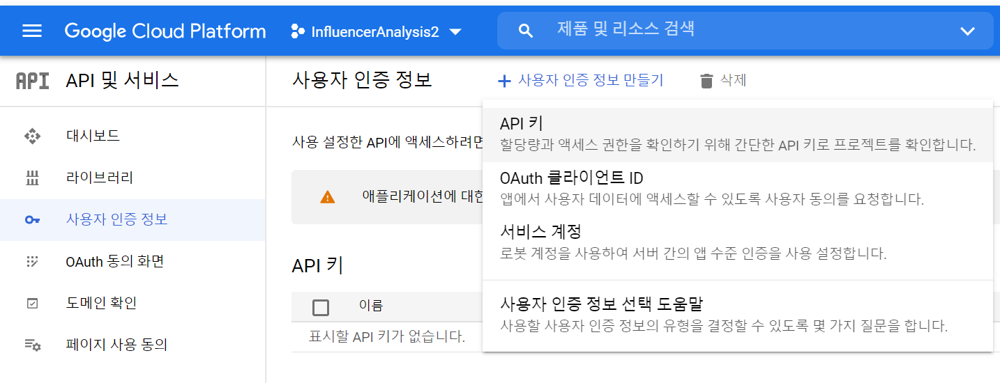 Google Cloud Platform
InfluencerAnalysis2
제품 및 리소스 검색
API
API 및 서비스
대시보드
라이브러리
사용자 인증 정보
OAuth 동의 화면
도메인 확인
페이지 사용 동의
사용자 인증 정보
+ 사용자 인증 정보 만들기
삭제
사용 설정한 API에 액세스하려면
애플리케이션에 대한
API 키
이름
표시할 API 키가 없습니다.
API 키
할당량과 액세스 권한을 확인하기 위해 간단한 API 키로 프로젝트를 확인합니다.
OAuth 클라이언트 ID
앱에서 사용자 데이터에 액세스할 수 있도록 사용자 동의를 요청합니다.
서비스 계정
로봇 계정을 사용하여 서버 간의 앱 수준 인증을 사용 설정합니다.
사용자 인증 정보 선택 도움말
사용할 사용자 인증 정보의 유형을 결정할 수 있도록 몇 가지 질문을 합니다.